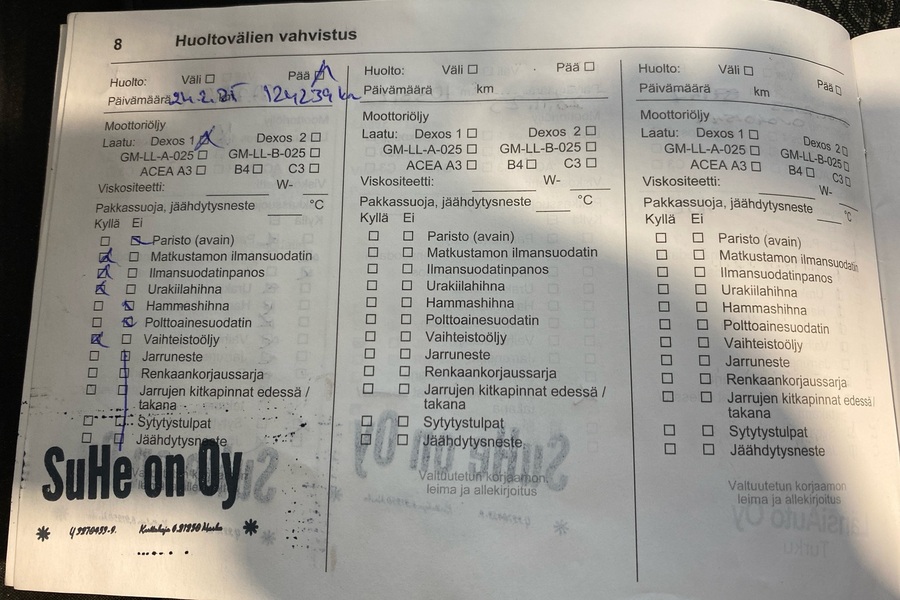 8
Huoltovälien vahvistus
Huolto: Väli Pää
Päivämäärä 24.2. 124239 km
Moottoriöljy
Laatu: Dexos 1 Dexos 2
GM-LL-A-025 GM-LL-B-025
ACEA A3 B4 C3
Viskositeetti: W-
Pakkassuoja, jäähdytysneste °C
Kyllä Ei
Paristo (avain)
Matkustamon ilmansuodatin
Ilmansuodatinpanos
Urakiilahihna
Hammashihna
Polttoainesuodatin
Vaihteistoöljy
Jarruneste
Renkaankorjaussarja
Jarrujen kitkapinnat edessä /
takana
Sytytystulpat
Jäähdytysneste
SuHe on Oy
Huolto: Väli Pää
Päivämäärä km
Moottoriöljy
Laatu: Dexos 1 Dexos 2
GM-LL-A-025 GM-LL-B-025
ACEA A3 B4 C3
Viskositeetti: W-
Pakkassuoja, jäähdytysneste °C
Kyllä Ei
Paristo (avain)
Matkustamon ilmansuodatin
Ilmansuodatinpanos
Urakiilahihna
Hammashihna
Polttoainesuodatin
Vaihteistoöljy
Jarruneste
Renkaankorjaussarja
Jarrujen kitkapinnat edessä /
takana
Sytytystulpat
Jäähdytysneste
Valtuutetun korjaamon
leima ja allekirjoitus
Huolto: Väli Pää
Päivämäärä km
Moottoriöljy
Laatu: Dexos 1 Dexos 2
GM-LL-A-025 GM-LL-B-025
ACEA A3 B4 C3
Viskositeetti: W-
Pakkassuoja, jäähdytysneste °C
Kyllä Ei
Paristo (avain)
Matkustamon ilmansuodatin
Ilmansuodatinpanos
Urakiilahihna
Hammashihna
Polttoainesuodatin
Vaihteistoöljy
Jarruneste
Renkaankorjaussarja
Jarrujen kitkapinnat edessä /
takana
Sytytystulpat
Jäähdytysneste
Valtuutetun korjaamon
leima ja allekirjoitus